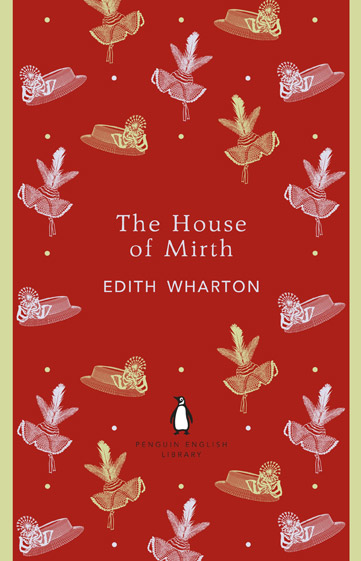 The House
of Mirth
EDITH WHARTON
PENGUIN ENGLISH
LIBRARY